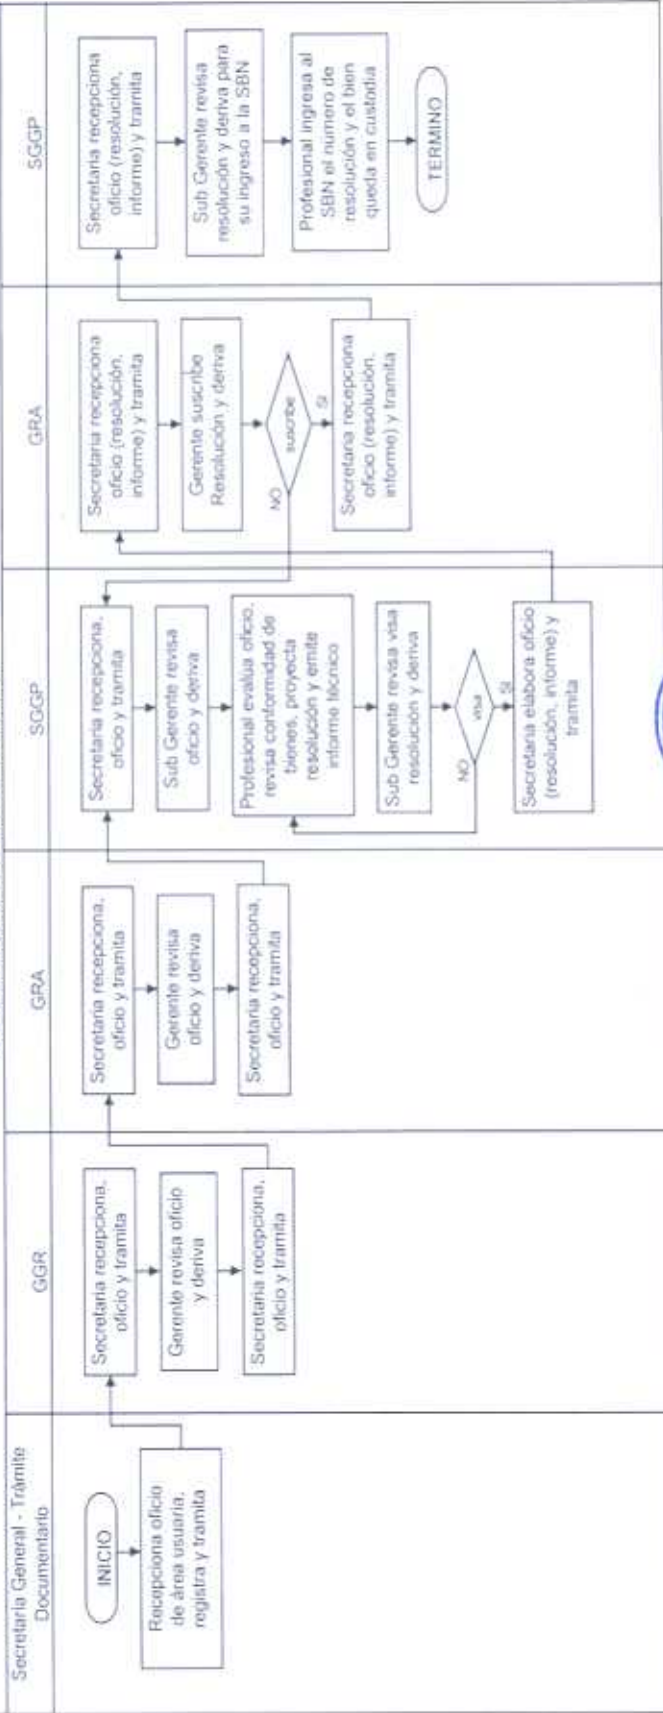 Secretaria General - Trámite
Documentario
INICIO
Recepciona oficio
de área usuaria,
registra y tramita
GGR
Secretaria recepciona,
oficio y tramita
Gerente revisa oficio
y deriva
Secretaria recepciona,
oficio y tramita
GRA
Secretaria recepciona,
oficio y tramita
Gerente revisa
oficio y deriva
Secretaria recepciona,
oficio y tramita
SGGP
Secretaria recepciona,
oficio y tramita
Sub Gerente revisa
oficio y deriva
Profesional evalua oficio,
revisa conformidad de
bienes, proyecta
resolución y emite
informe técnico
Sub Gerente revisa visa
resolución y deriva
visa
NO
SI
Secretaria elabora oficio
(resolución, informe) y
tramita
GRA
Secretaria recepciona
oficio (resolución,
informe) y tramita
Gerente suscribe
Resolución y deriva
suscribe
NO
SI
Secretaria recepciona
oficio (resolución,
informe) y tramita
SGGP
Secretaria recepciona
oficio (resolución,
informe) y tramita
Sub Gerente revisa
resolución y deriva para
su ingreso a la SBN
Profesional ingresa al
SBN el número de
resolución y el bien
queda en custodia
TERMINO